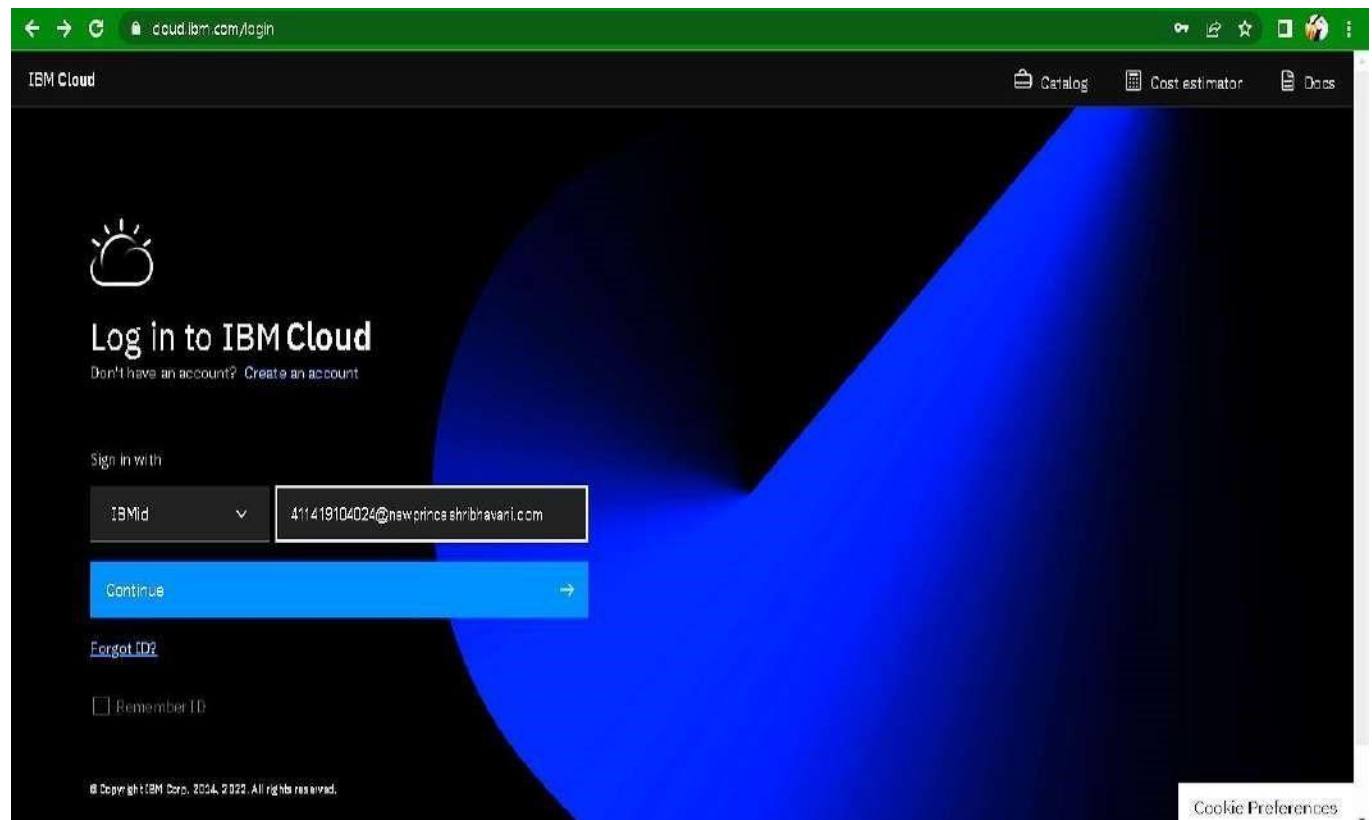 cloud.ibm.com/login
IBM Cloud
Catalog
Cost estimator
Docs
Log in to IBM Cloud
Don't have an account? Create an account
Sign in with
IBMid
411419104024@newprinceshribhavani.com
Continue
Forgot ID?
Remember ID
© Copyright IBM Corp. 2014, 2022. All rights reserved.
Cookie Preferences